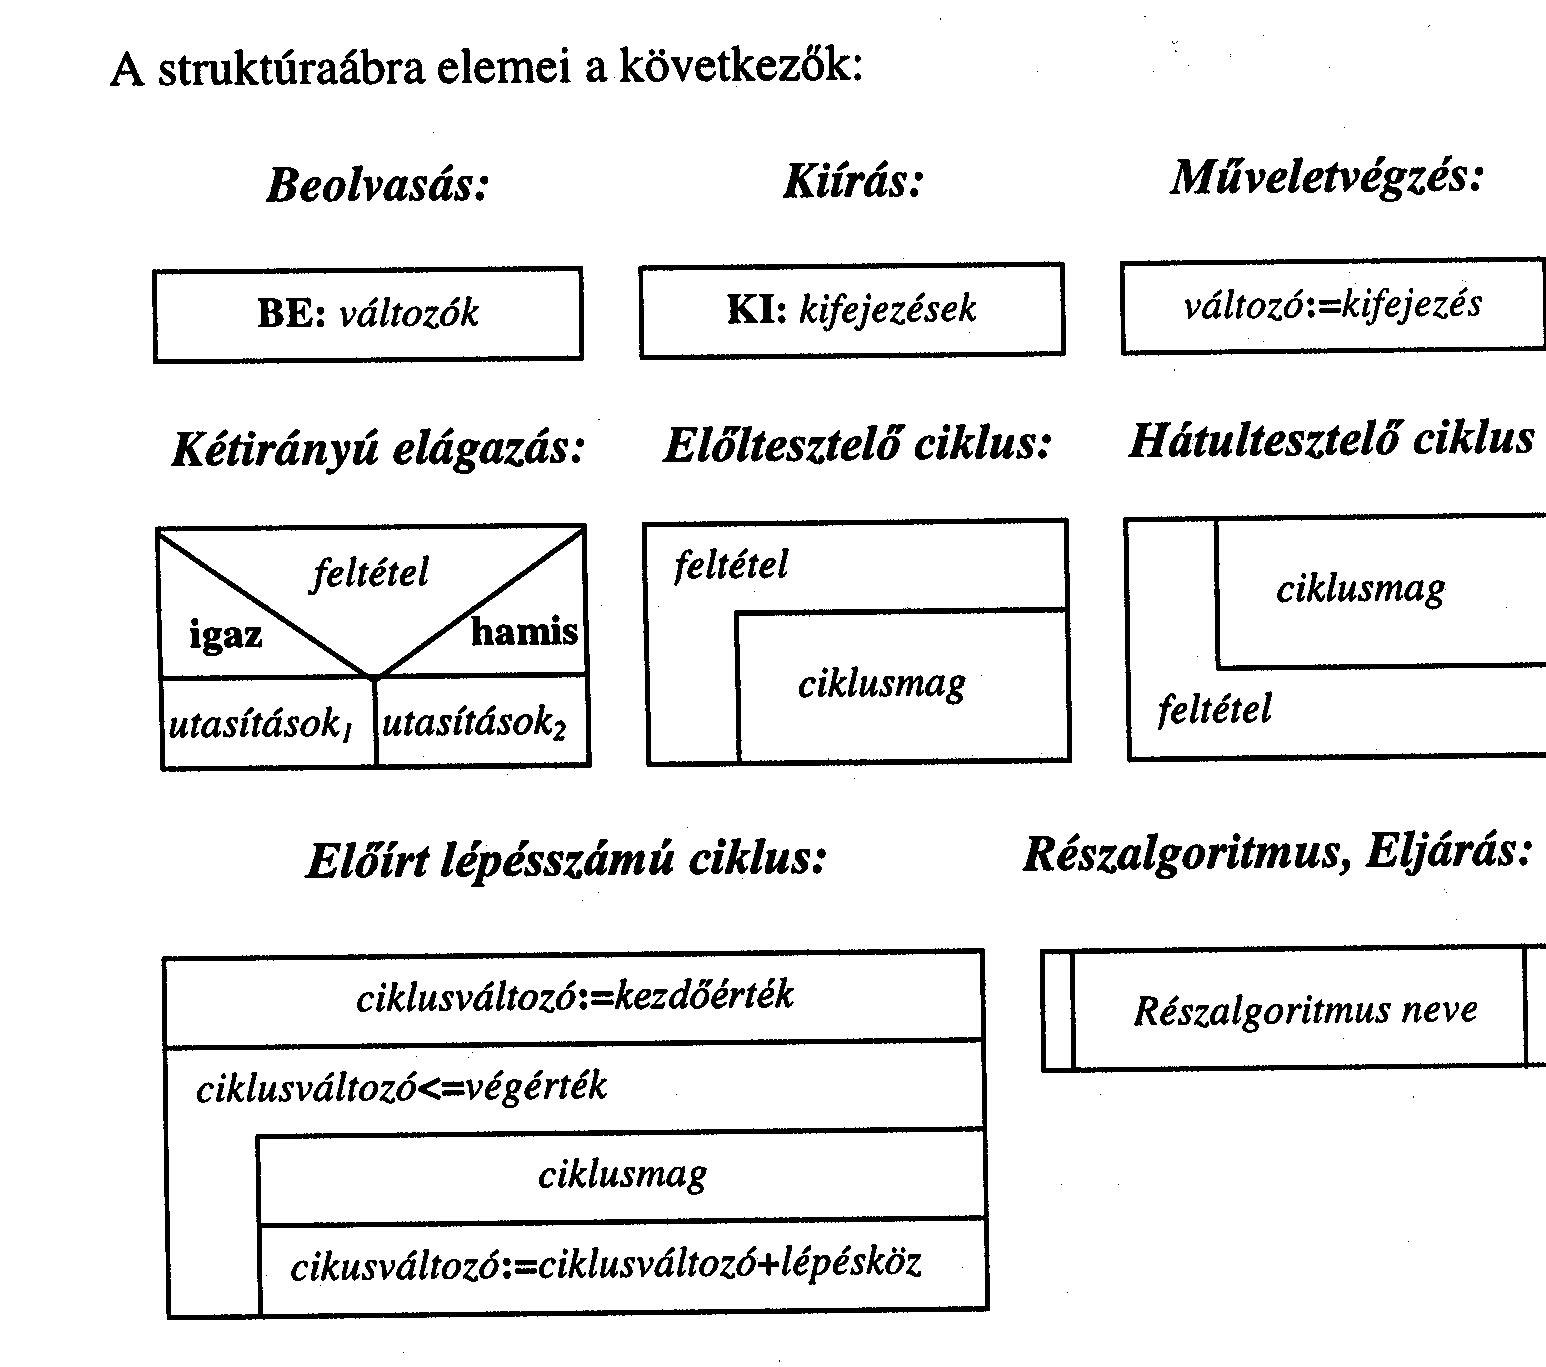 A struktúraábra elemei a következők:
Beolvasás:
Kiírás:
Műveletvégzés:
BE: változók
KI: kifejezések
változó:=kifejezés
Kétirányú elágazás:
Előltesztelő ciklus:
Hátultesztelő ciklus
feltétel
igaz
hamis
utasítások₁
utasítások₂
feltétel
ciklusmag
ciklusmag
feltétel
Előírt lépésszámú ciklus:
Részalgoritmus, Eljárás:
ciklusváltozó:=kezdőérték
ciklusváltozó<=végérték
ciklusmag
cikusváltozó:=ciklusváltozó+lépésköz
Részalgoritmus neve